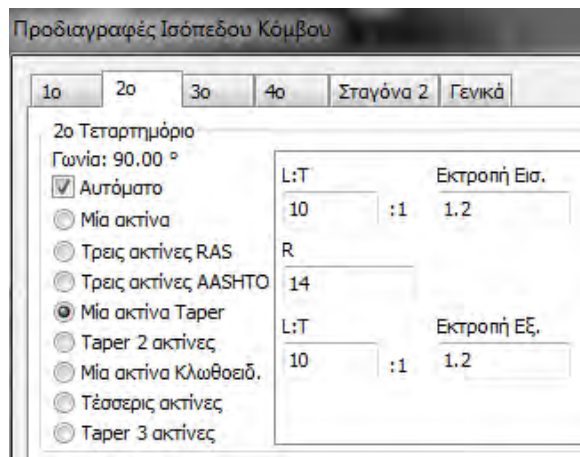 Προδιαγραφές Ισόπεδου Κόμβου
1ο 2ο 3ο 4ο Σταγόνα 2 Γενικά
2ο Τεταρτημόριο
Γωνία: 90.00 °
Αυτόματο
Μία ακτίνα
Τρεις ακτίνες RAS
Τρεις ακτίνες AASHTO
Μία ακτίνα Taper
Taper 2 ακτίνες
Μία ακτίνα Κλωθοειδ.
Τέσσερις ακτίνες
Taper 3 ακτίνες
L:T Εκτροπή Εισ.
10 :1 1.2
R
14
L:T Εκτροπή Εξ.
10 :1 1.2